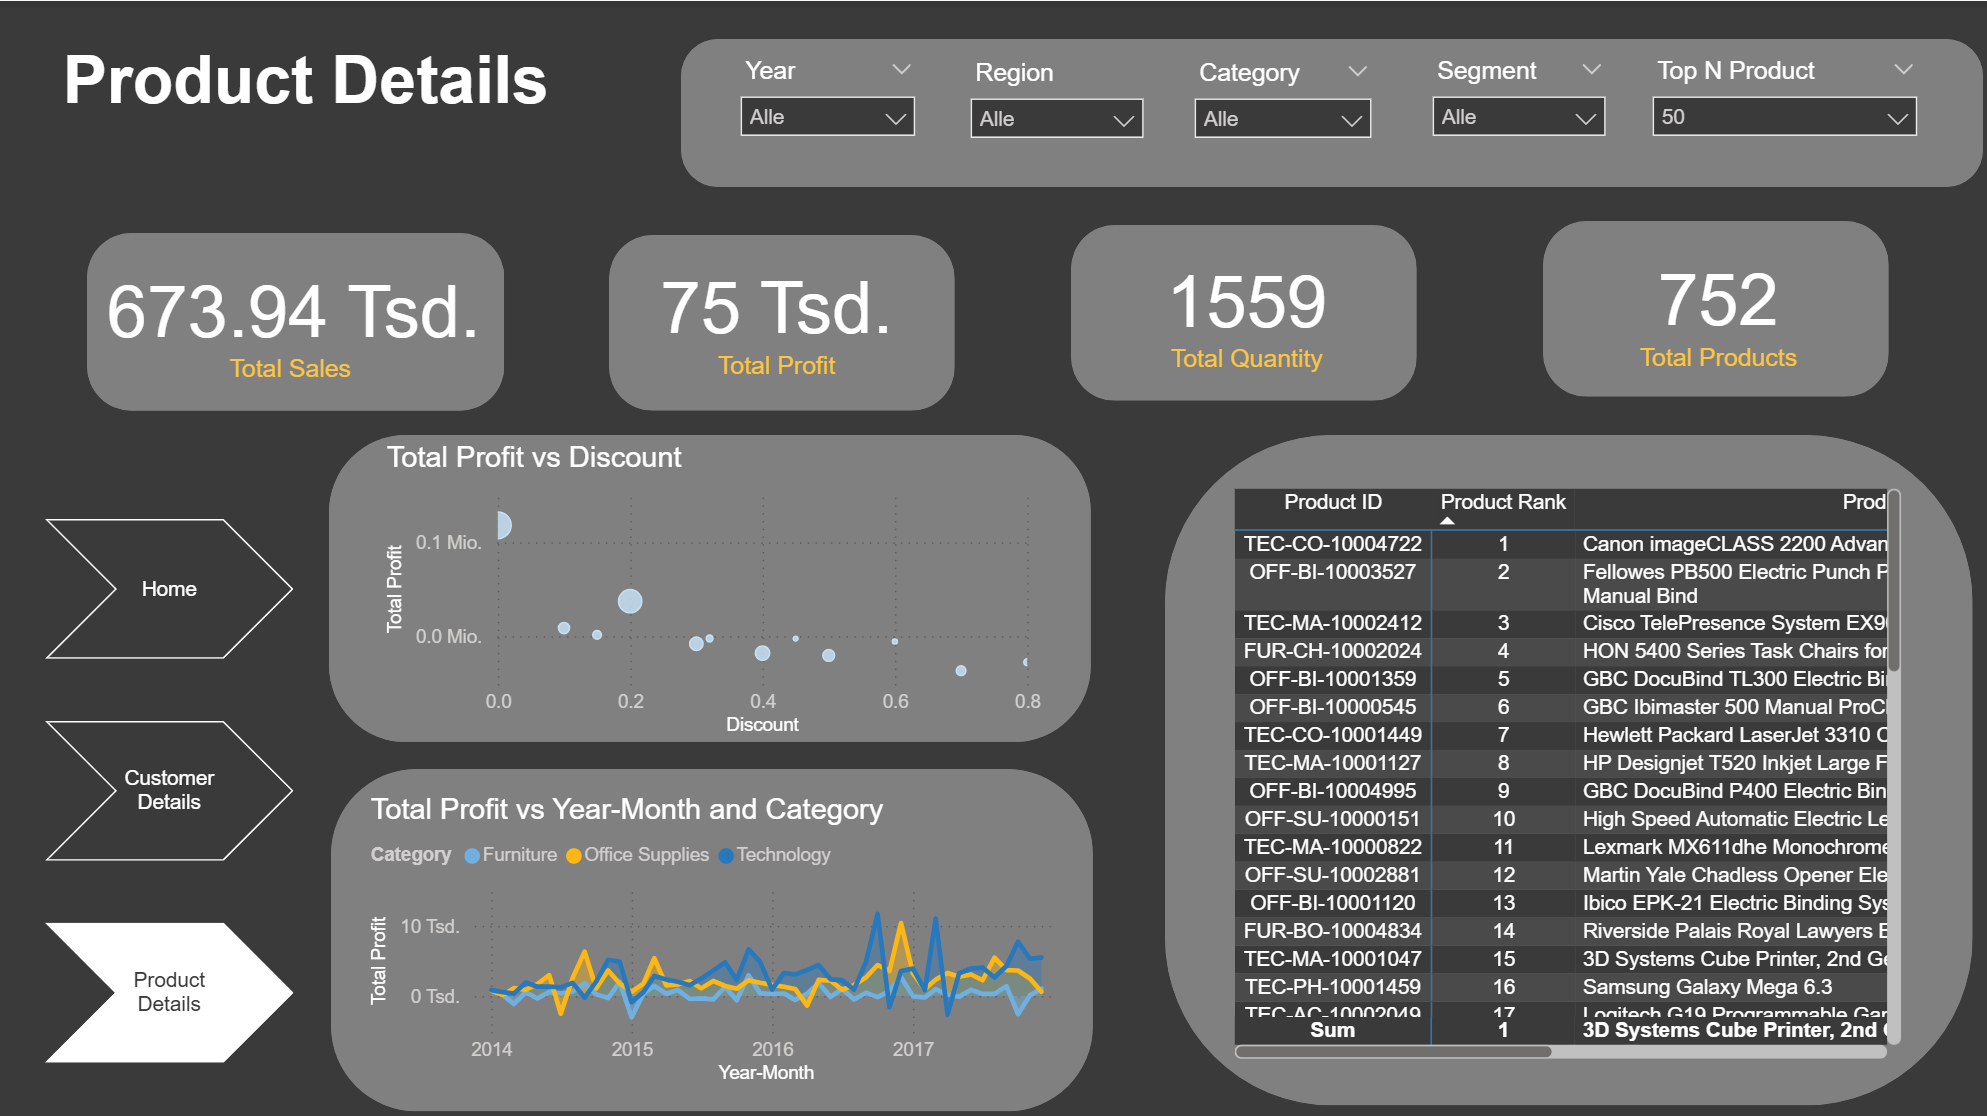 Product Details
Year
Region
Category
Segment
Top N Product
Alle
Alle
Alle
Alle
50
673.94 Tsd.
Total Sales
75 Tsd.
Total Profit
1559
Total Quantity
752
Total Products
Home
Customer
Details
Product
Details
Total Profit vs Discount
Total Profit
0.1 Mio.
0.0 Mio.
0.0
0.2
0.4
0.6
0.8
Discount
Total Profit vs Year-Month and Category
Category Furniture Office Supplies Technology
Total Profit
10 Tsd.
0 Tsd.
2014
2015
2016
2017
Year-Month
Product ID Product Rank Prod
TEC-CO-10004722 1 Canon imageCLASS 2200 Advan
OFF-BI-10003527 2 Fellowes PB500 Electric Punch P
Manual Bind
TEC-MA-10002412 3 Cisco TelePresence System EX90
FUR-CH-10002024 4 HON 5400 Series Task Chairs for
OFF-BI-10001359 5 GBC DocuBind TL300 Electric Bi
OFF-BI-10000545 6 GBC Ibimaster 500 Manual ProC
TEC-CO-10001449 7 Hewlett Packard LaserJet 3310 C
TEC-MA-10001127 8 HP Designjet T520 Inkjet Large F
OFF-BI-10004995 9 GBC DocuBind P400 Electric Bin
OFF-SU-10000151 10 High Speed Automatic Electric Le
TEC-MA-10000822 11 Lexmark MX611dhe Monochrome
OFF-SU-10002881 12 Martin Yale Chadless Opener Ele
OFF-BI-10001120 13 Ibico EPK-21 Electric Binding Sys
FUR-BO-10004834 14 Riverside Palais Royal Lawyers B
TEC-MA-10001047 15 3D Systems Cube Printer, 2nd Ge
TEC-PH-10001459 16 Samsung Galaxy Mega 6.3
TEC-AC-10002049 17 Logitech G19 Programmable Gar
Sum 1 3D Systems Cube Printer, 2nd